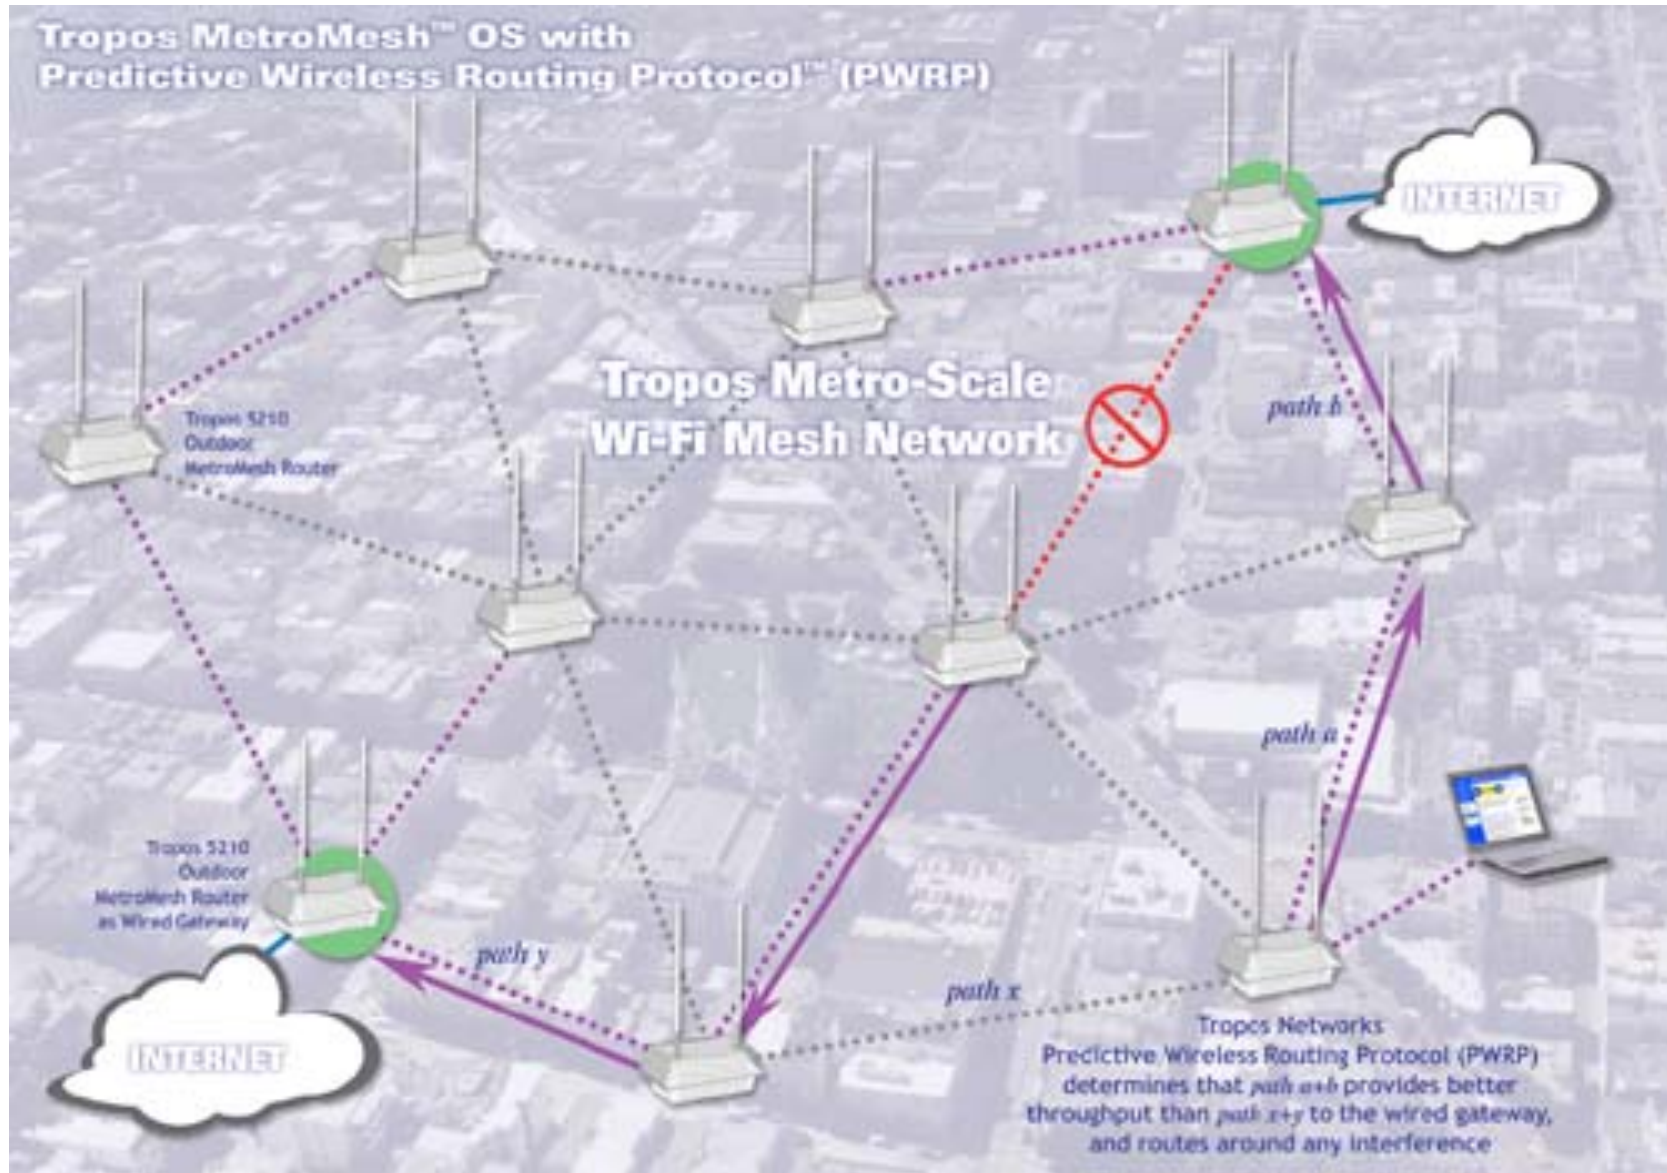 Tropos MetroMesh™ OS with
Predictive Wireless Routing Protocol™ (PWRP)
INTERNET
Tropos Metro-Scale
Wi-Fi Mesh Network
path b
Tropos 5210
Outdoor
MetroMesh Router
path a
Tropos 5210
Outdoor
MetroMesh Router
as Wired Gateway
path y
path x
INTERNET
Tropos Networks
Predictive Wireless Routing Protocol (PWRP)
determines that path a+b provides better
throughput than path x+y to the wired gateway,
and routes around any interference